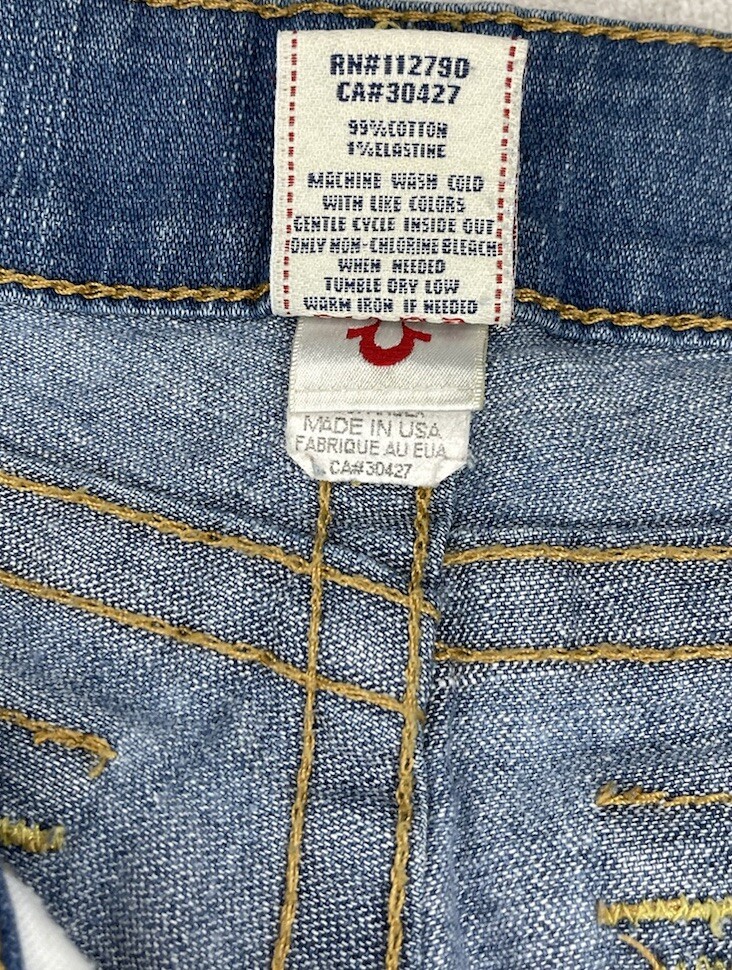 RN#112790
CA#30427
99%COTTON
1%ELASTINE
MACHINE WASH COLD
WITH LIKE COLORS
GENTLE CYCLE INSIDE OUT
ONLY NON-CHLORINE BLEACH
WHEN NEEDED
TUMBLE DRY LOW
WARM IRON IF NEEDED
MADE IN USA
FABRIQUE AU EUA
CA#30427